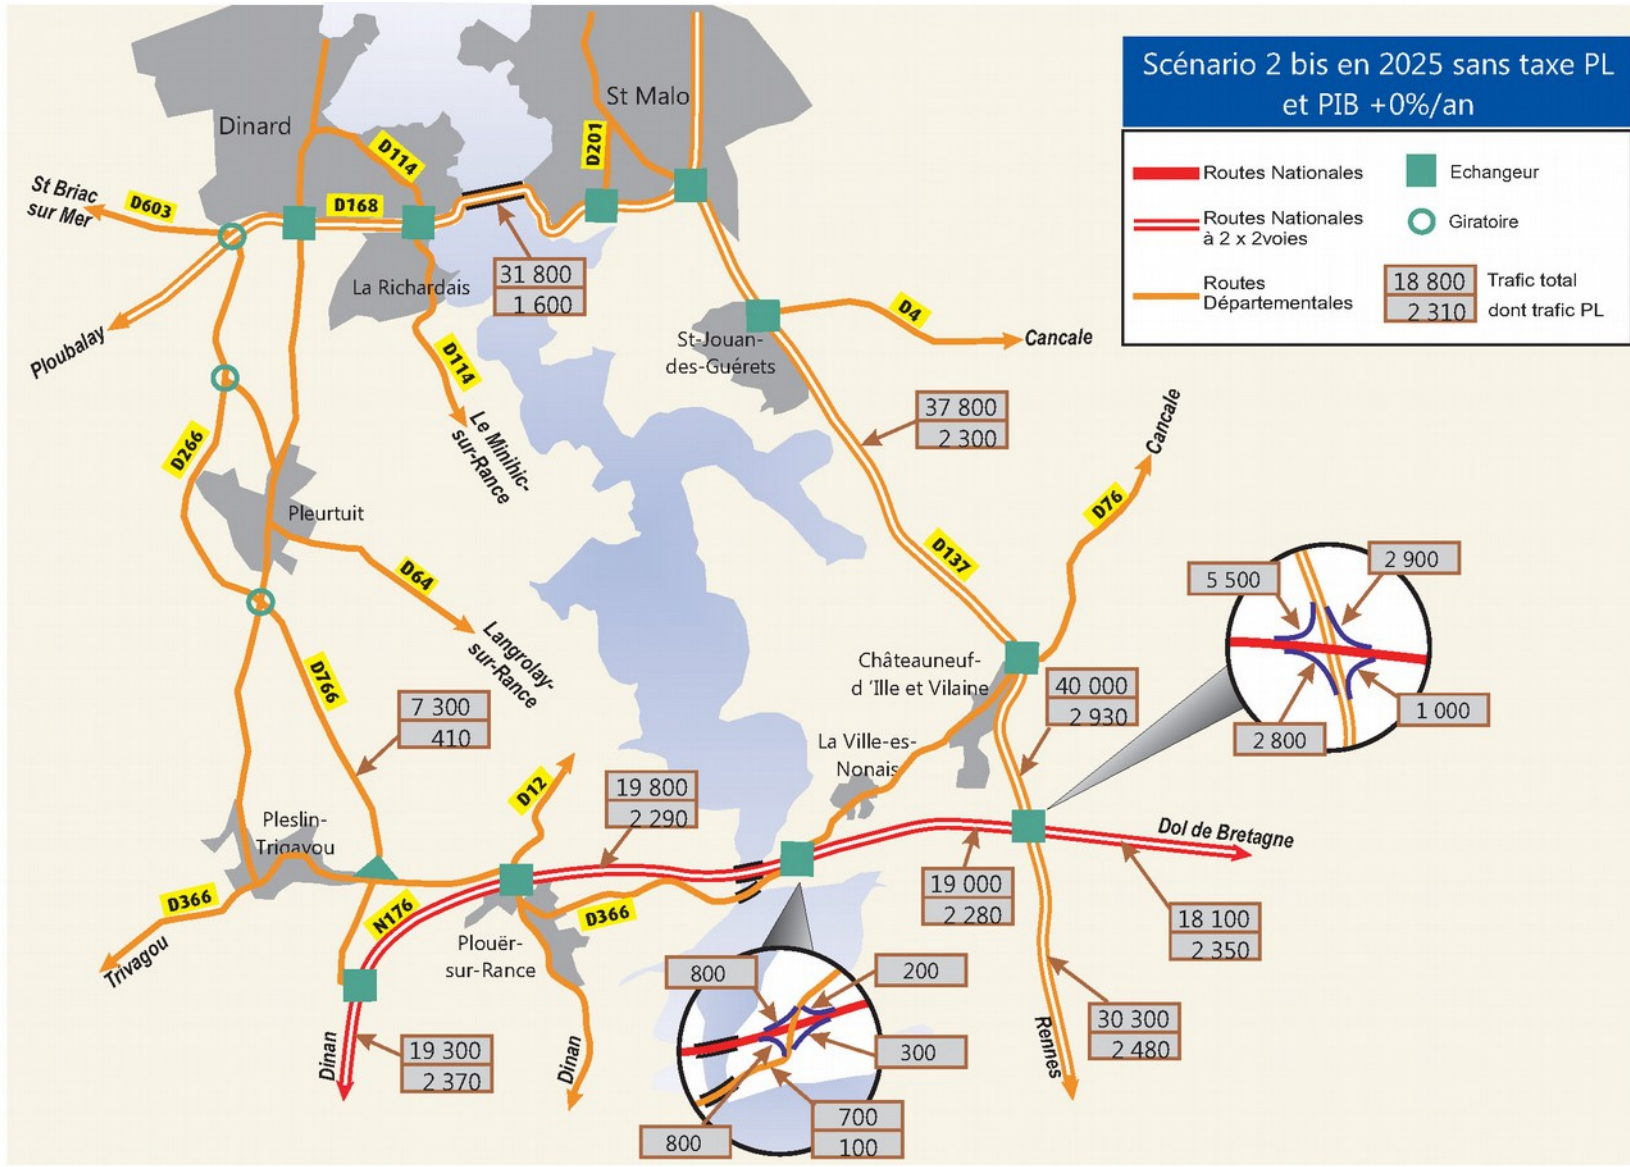 Scénario 2 bis en 2025 sans taxe PL
et PIB +0%/an
Routes Nationales
Echangeur
Routes Nationales
à 2 x 2voies
Giratoire
Routes
Départementales
18 800
2 310
Trafic total
dont trafic PL
St Malo
Dinard
D201
D114
St Briac
sur Mer
D603
D168
La Richardais
31 800
1 600
Ploubalay
D4
Cancale
St-Jouan-
des-Guérets
D114
Le Minihic-
sur-Rance
37 800
2 300
Cancale
D266
D76
Pleurtuit
D137
D64
Langrolay-
sur-Rance
5 500
2 900
2 800
1 000
D766
Châteauneuf-
d 'Ille et Vilaine
40 000
2 930
7 300
410
La Ville-es-
Nonais
D12
19 800
2 290
Pleslin-
Trigavou
Dol de Bretagne
D366
N176
D366
19 000
2 280
18 100
2 350
Trivagou
Plouër-
sur-Rance
800
200
300
800
700
100
Dinan
19 300
2 370
Dinan
Rennes
30 300
2 480